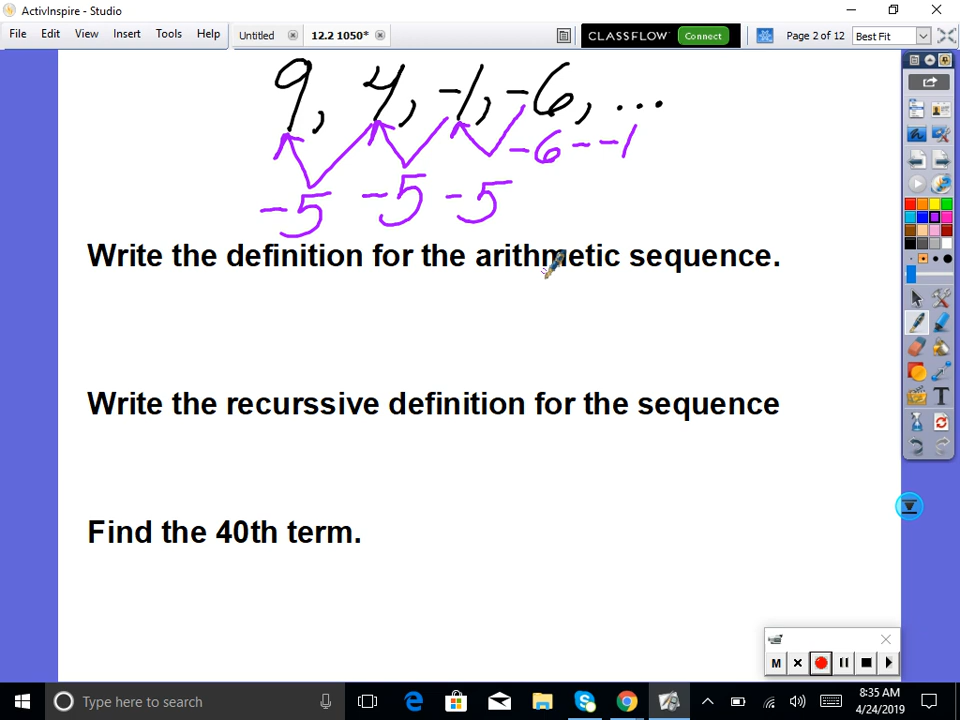 ActivInspire - Studio
File Edit View Insert Tools Help Untitled 12.2 1050* CLASSFLOW Connect Page 2 of 12 Best Fit
9, 4, -1, -6, ...
-6 - -1
-5 -5 -5
Write the definition for the arithmetic sequence.
Write the recurssive definition for the sequence
Find the 40th term.
M
Type here to search
8:35 AM
4/24/2019